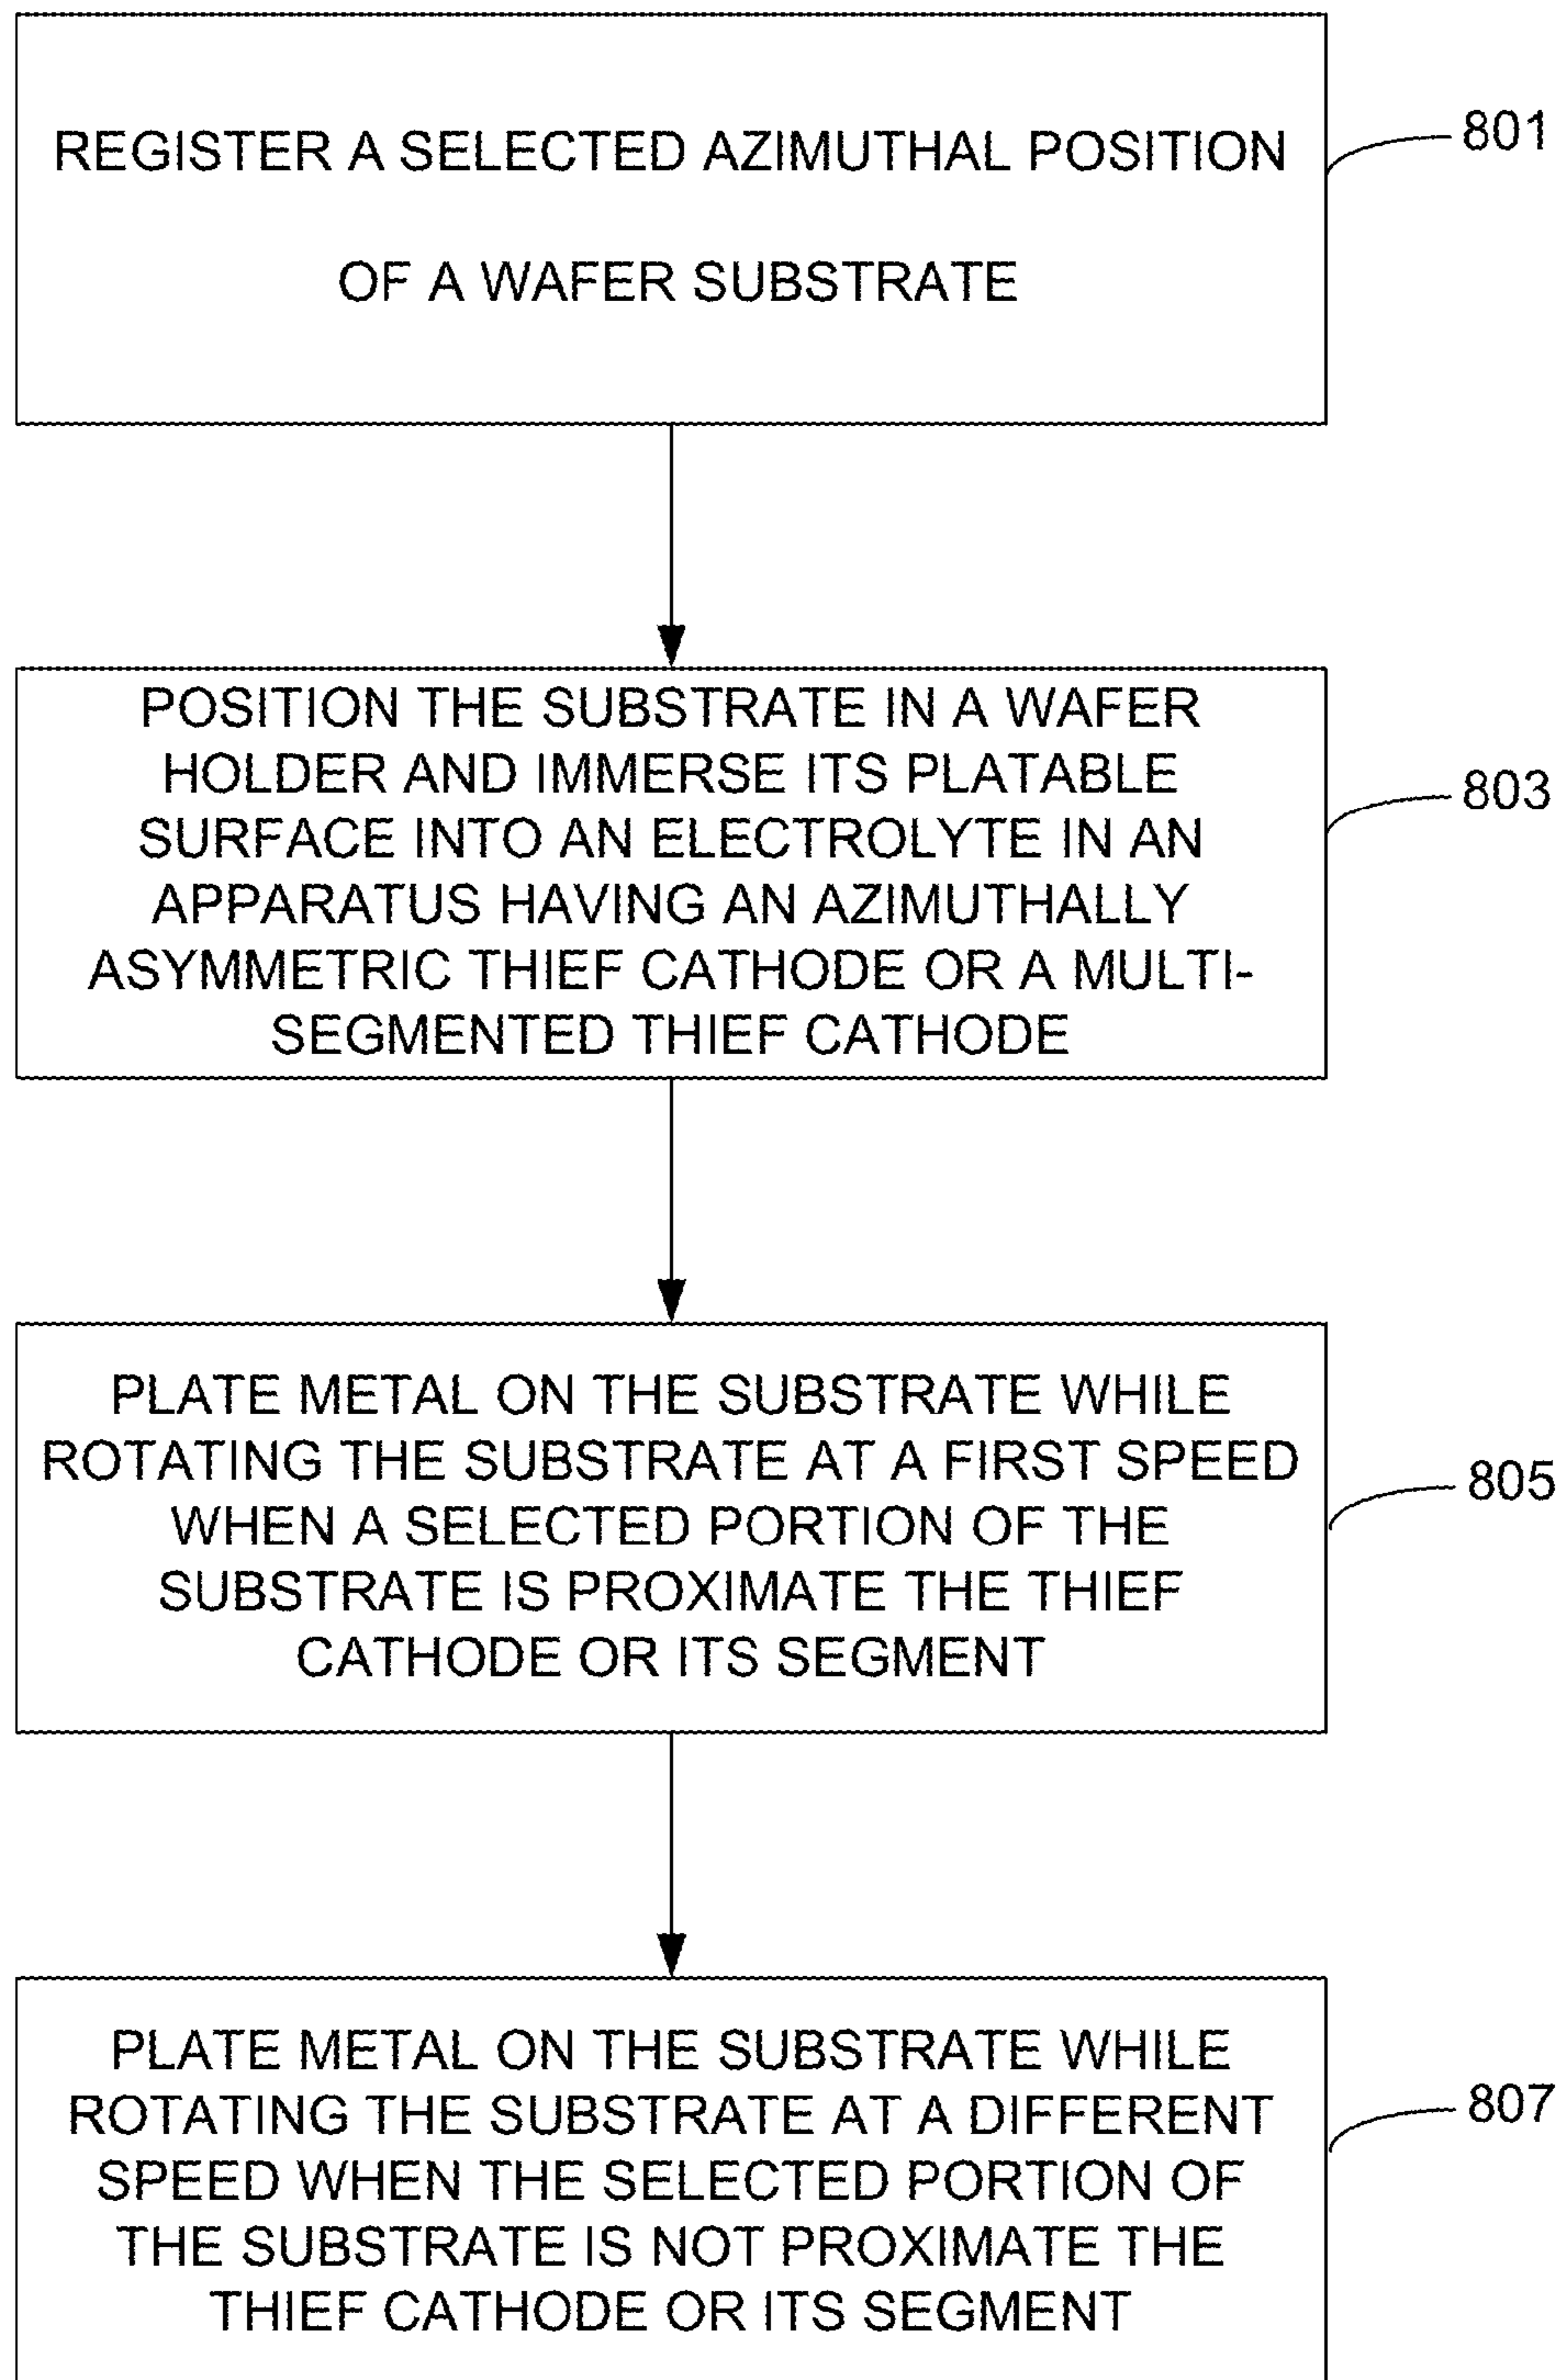 REGISTER A SELECTED AZIMUTHAL POSITION
OF A WAFER SUBSTRATE
801
POSITION THE SUBSTRATE IN A WAFER
HOLDER AND IMMERSE ITS PLATABLE
SURFACE INTO AN ELECTROLYTE IN AN
APPARATUS HAVING AN AZIMUTHALLY
ASYMMETRIC THIEF CATHODE OR A MULTI-
SEGMENTED THIEF CATHODE
803
PLATE METAL ON THE SUBSTRATE WHILE
ROTATING THE SUBSTRATE AT A FIRST SPEED
WHEN A SELECTED PORTION OF THE
SUBSTRATE IS PROXIMATE THE THIEF
CATHODE OR ITS SEGMENT
805
PLATE METAL ON THE SUBSTRATE WHILE
ROTATING THE SUBSTRATE AT A DIFFERENT
SPEED WHEN THE SELECTED PORTION OF
THE SUBSTRATE IS NOT PROXIMATE THE
THIEF CATHODE OR ITS SEGMENT
807